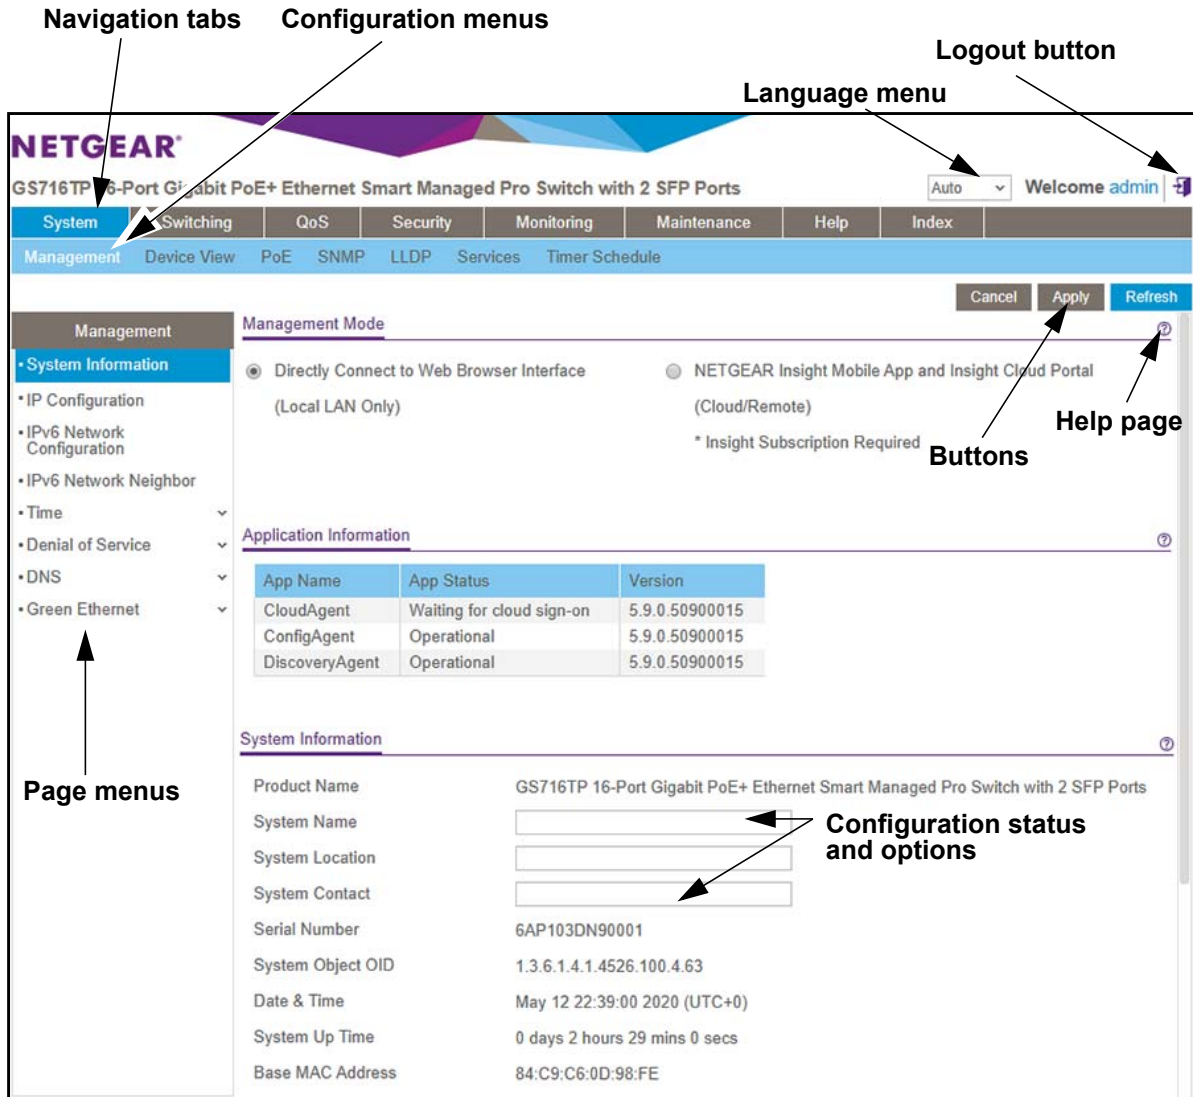 Navigation tabs Configuration menus
Logout button
Language menu
NETGEAR®
GS716TP 16-Port Gigabit PoE+ Ethernet Smart Managed Pro Switch with 2 SFP Ports Auto Welcome admin
System Switching QoS Security Monitoring Maintenance Help Index
Management Device View PoE SNMP LLDP Services Timer Schedule
Cancel Apply Refresh
Management
• System Information
• IP Configuration
• IPv6 Network
Configuration
• IPv6 Network Neighbor
• Time
• Denial of Service
• DNS
• Green Ethernet
Page menus
Management Mode ?
Directly Connect to Web Browser Interface
(Local LAN Only)
NETGEAR Insight Mobile App and Insight Cloud Portal
(Cloud/Remote)
* Insight Subscription Required
Help page
Buttons
Application Information ?
App Name App Status Version
CloudAgent Waiting for cloud sign-on 5.9.0.50900015
ConfigAgent Operational 5.9.0.50900015
DiscoveryAgent Operational 5.9.0.50900015
System Information ?
Product Name GS716TP 16-Port Gigabit PoE+ Ethernet Smart Managed Pro Switch with 2 SFP Ports
System Name
System Location
System Contact
Configuration status
and options
Serial Number 6AP103DN90001
System Object OID 1.3.6.1.4.1.4526.100.4.63
Date & Time May 12 22:39:00 2020 (UTC+0)
System Up Time 0 days 2 hours 29 mins 0 secs
Base MAC Address 84:C9:C6:0D:98:FE